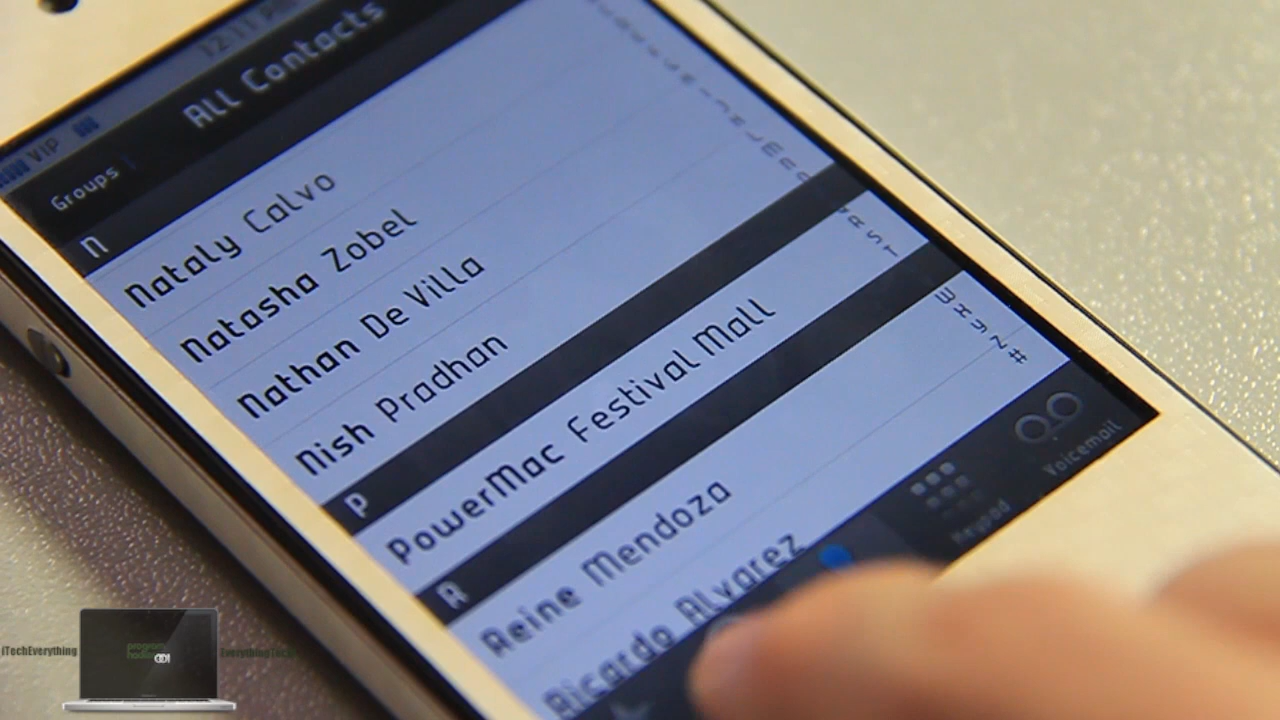 VIP
All Contacts
Groups
N
Nataly Calvo
Natasha Zobel
Nathan De Villa
Nish Pradhan
P
PowerMac Festival Mall
R
Reine Mendoza
Ricardo Alvarez
R
S
T
W
X
Y
Z
#
Keypad
Voicemail
iTechEverything